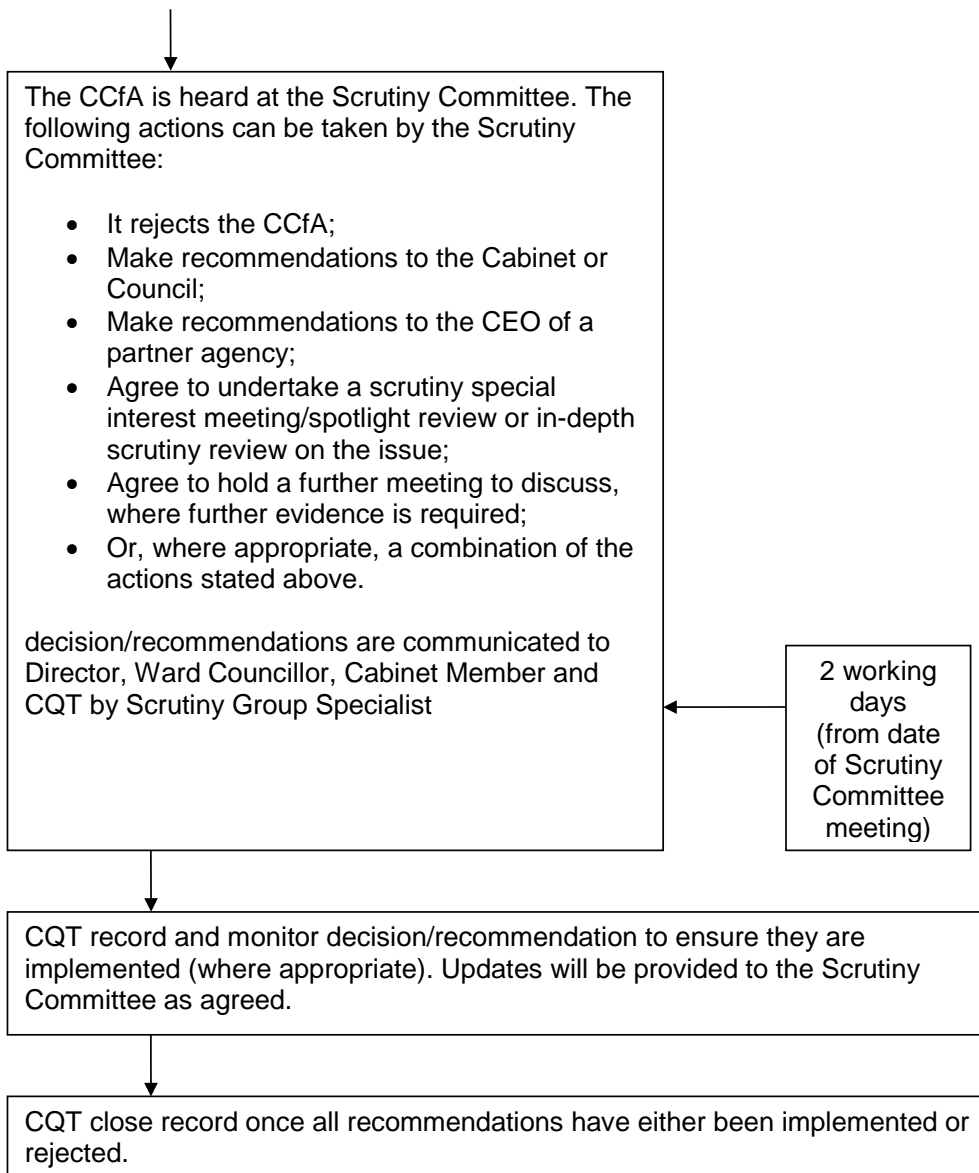 The CCfA is heard at the Scrutiny Committee. The
following actions can be taken by the Scrutiny
Committee:
• It rejects the CCfA;
• Make recommendations to the Cabinet or
Council;
• Make recommendations to the CEO of a
partner agency;
• Agree to undertake a scrutiny special
interest meeting/spotlight review or in-depth
scrutiny review on the issue;
• Agree to hold a further meeting to discuss,
where further evidence is required;
• Or, where appropriate, a combination of the
actions stated above.
decision/recommendations are communicated to
Director, Ward Councillor, Cabinet Member and
CQT by Scrutiny Group Specialist
2 working
days
(from date
of Scrutiny
Committee
meeting)
CQT record and monitor decision/recommendation to ensure they are
implemented (where appropriate). Updates will be provided to the Scrutiny
Committee as agreed.
CQT close record once all recommendations have either been implemented or
rejected.